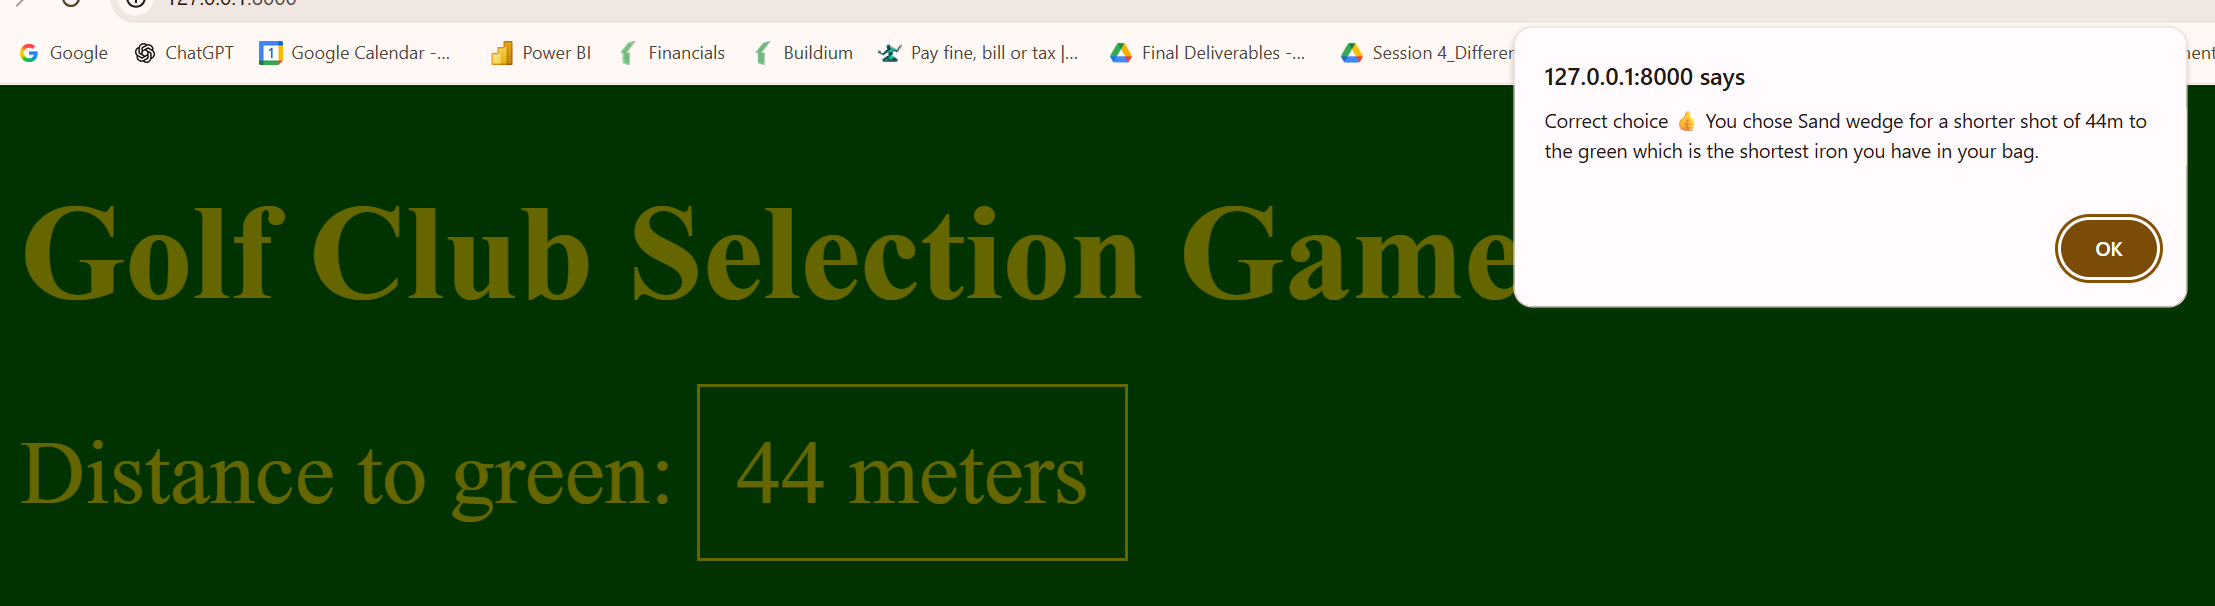 127.0.0.1:8000
Google ChatGPT Google Calendar -... Power BI Financials Buildium Pay fine, bill or tax |... Final Deliverables -... Session 4_Differer
127.0.0.1:8000 says
Correct choice 👍 You chose Sand wedge for a shorter shot of 44m to
the green which is the shortest iron you have in your bag.
OK
Golf Club Selection Game
Distance to green: 44 meters